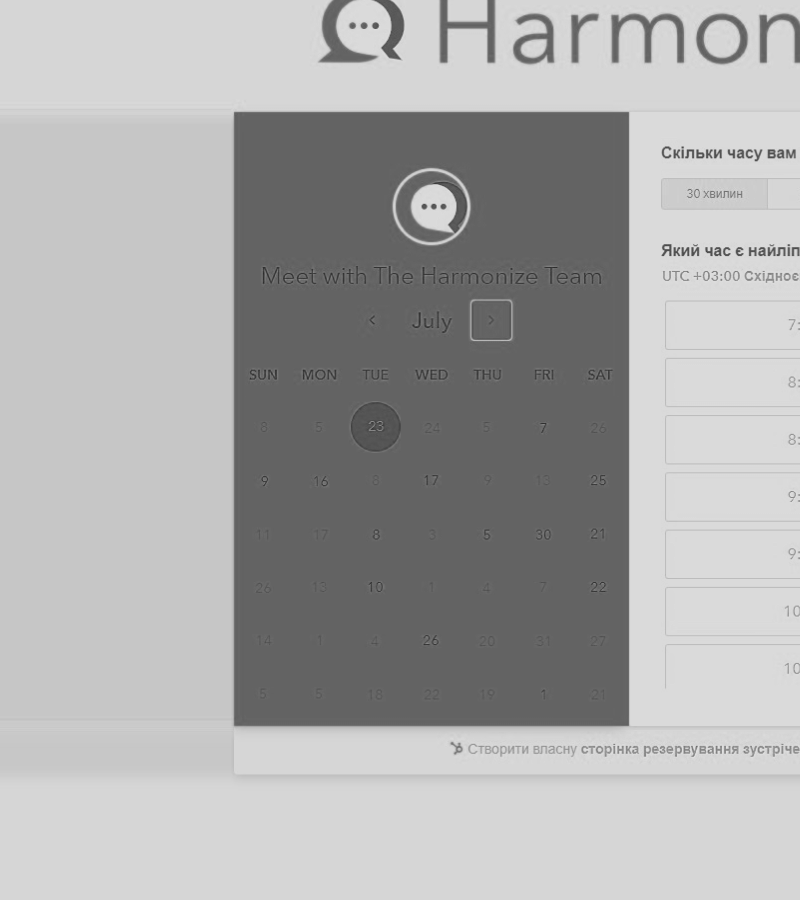 Harmon
Meet with The Harmonize Team
July
SUN MON TUE WED THU FRI SAT
8 5 23 24 5 7 26
9 16 8 17 9 13 25
11 17 8 3 5 30 21
26 13 10 1 4 7 22
14 1 4 26 20 31 27
5 5 18 22 19 1 21
Скільки часу вам
30 хвилин
Який час є найліп
UTC +03:00 Східноє
7:
8:
8:
9:
9:
10
10
Створити власну сторінка резервування зустріче